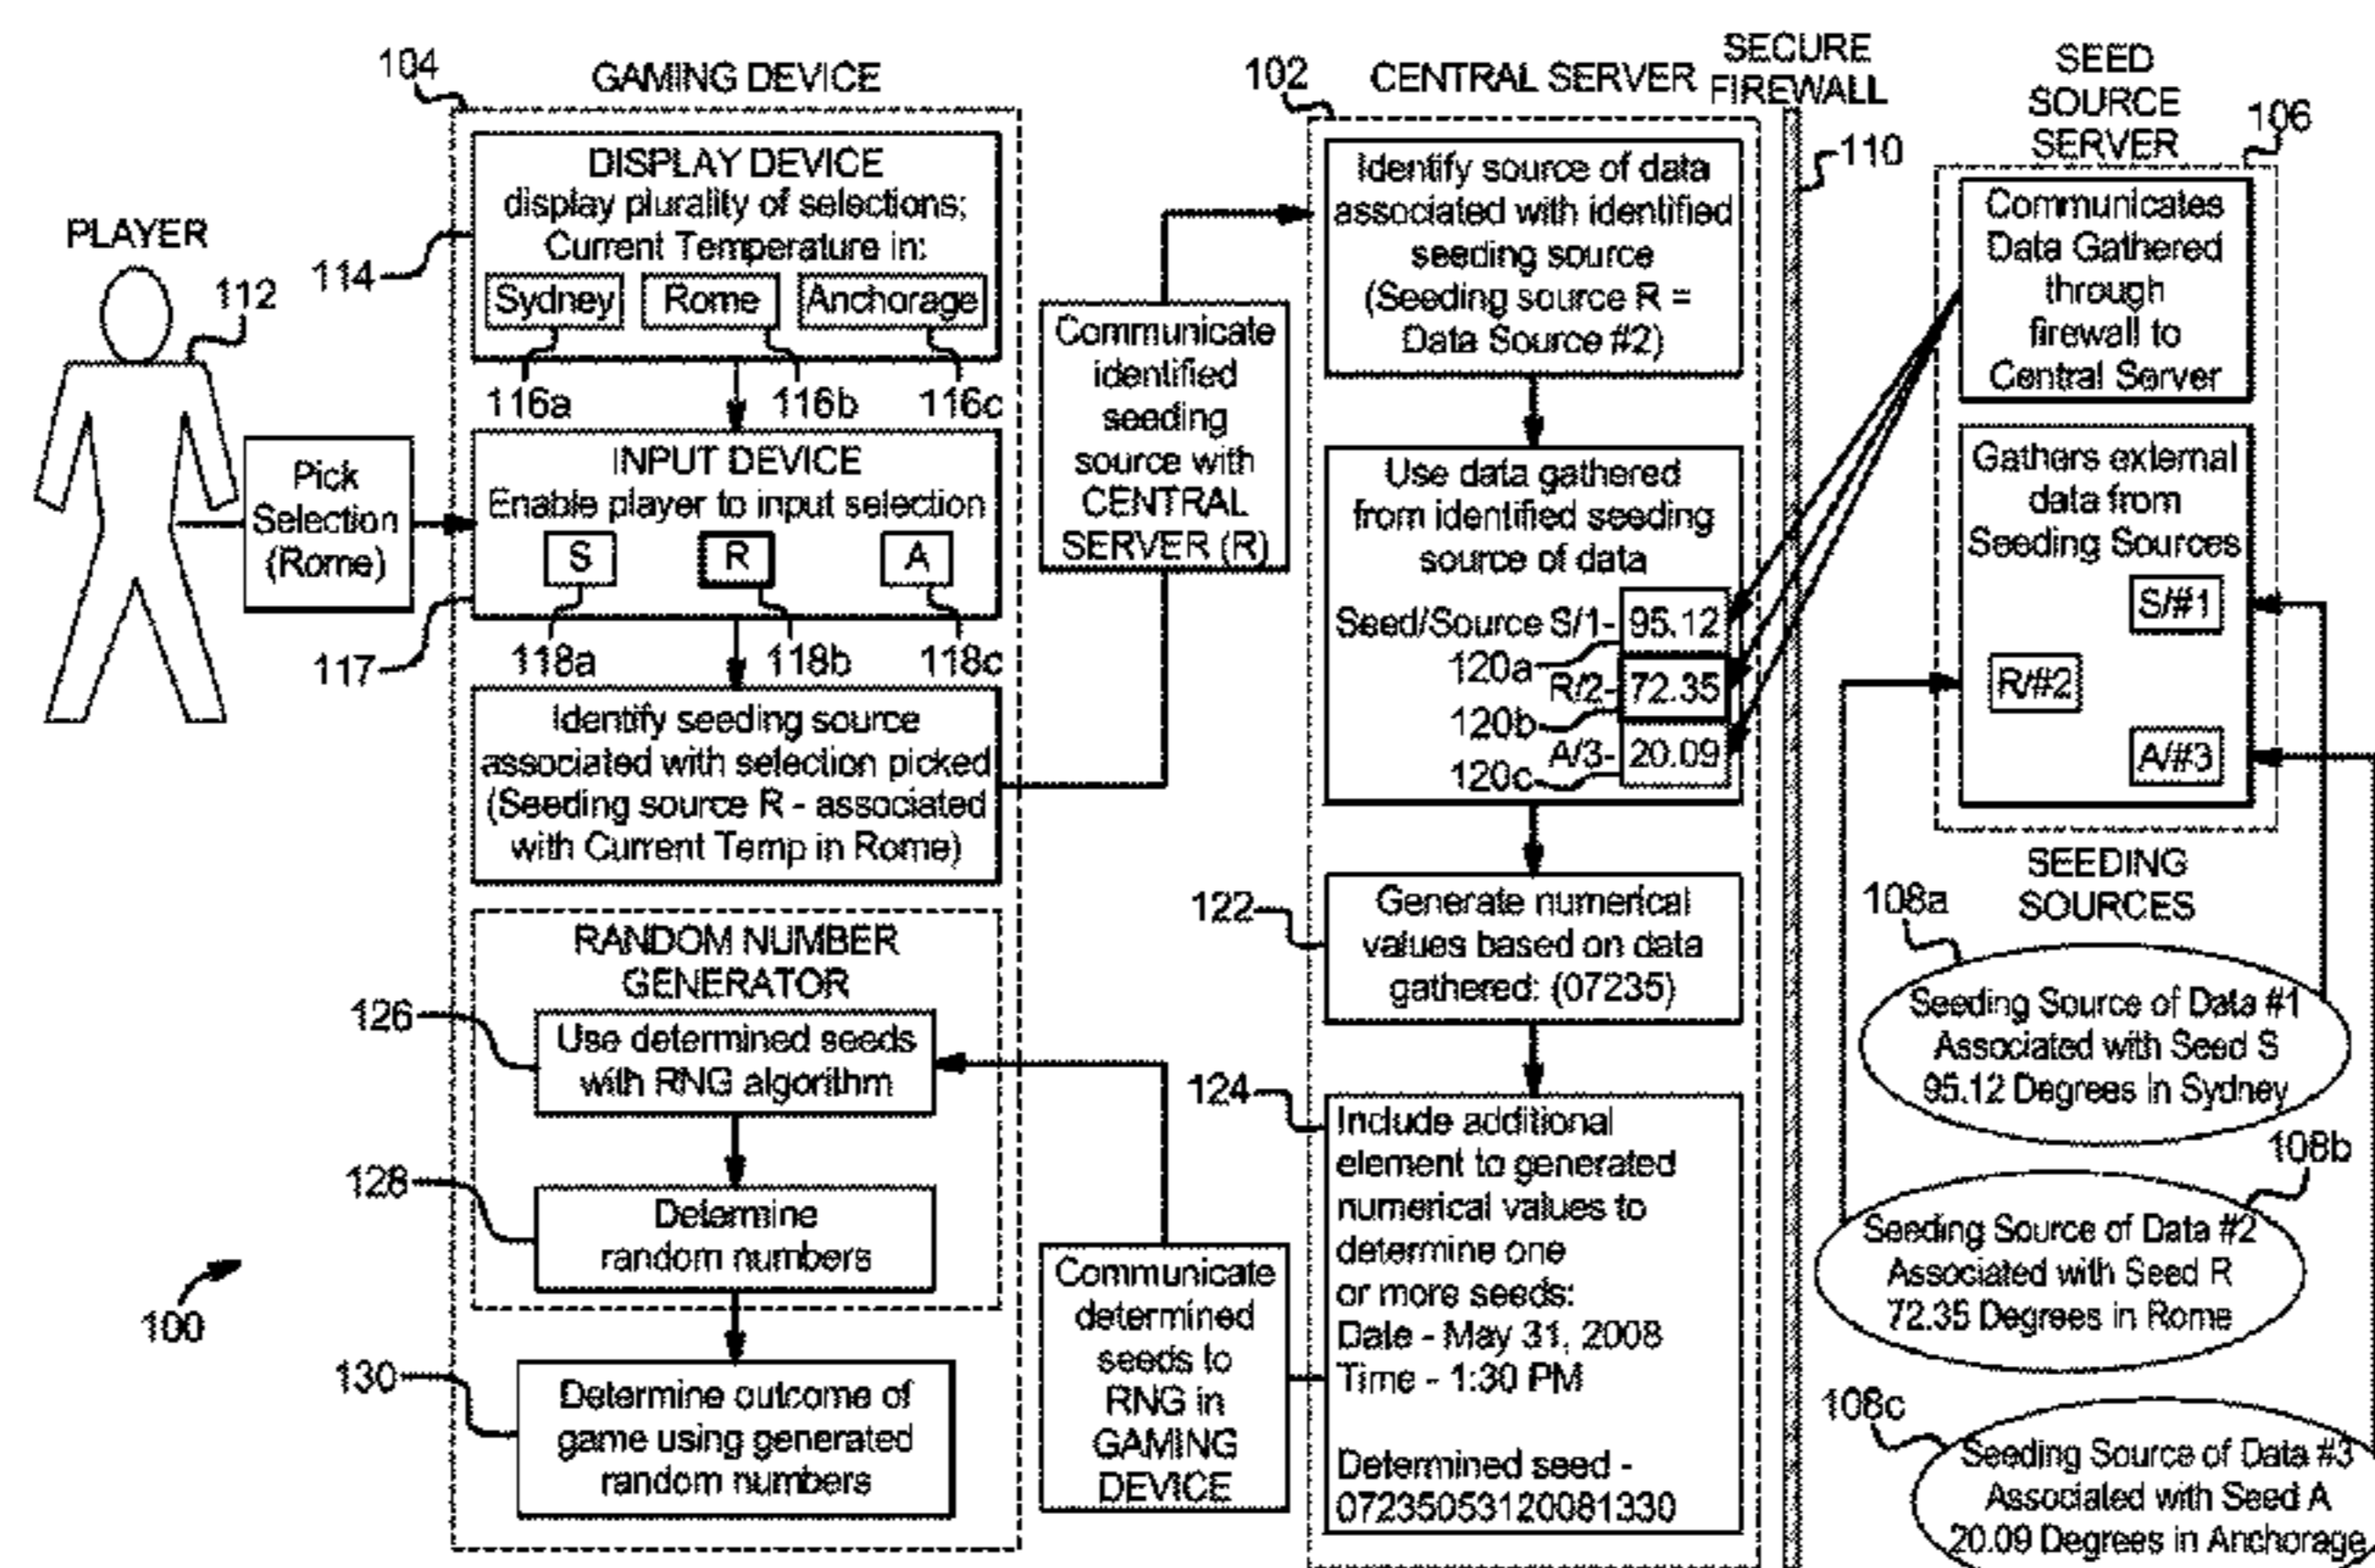 PLAYER
112
Pick
Selection
(Rome)
100
104
GAMING DEVICE
DISPLAY DEVICE
display plurality of selections;
Current Temperature in:
Sydney Rome Anchorage
114
116a 116b 116c
INPUT DEVICE
Enable player to input selection
S R A
117
118a 118b 118c
Identify seeding source
associated with selection picked
(Seeding source R - associated
with Current Temp in Rome)
RANDOM NUMBER
GENERATOR
126
Use determined seeds
with RNG algorithm
128
Determine
random numbers
130
Determine outcome of
game using generated
random numbers
Communicate
identified
seeding
source with
CENTRAL
SERVER (R)
Communicate
determined
seeds to
RNG in
GAMING
DEVICE
102
CENTRAL SERVER
Identify source of data
associated with identified
seeding source
(Seeding source R =
Data Source #2)
Use data gathered
from identified seeding
source of data
Seed/Source S/1- 95.12
120a
R/2- 72.35
120b
A/3- 20.09
120c
122
Generate numerical
values based on data
gathered: (07235)
124
Include additional
element to generated
numerical values to
determine one
or more seeds:
Date - May 31, 2008
Time - 1:30 PM
Determined seed -
07235053120081330
SECURE
FIREWALL
110
SEED
SOURCE
SERVER
106
Communicates
Data Gathered
through
firewall to
Central Server
Gathers external
data from
Seeding Sources
S/#1
R/#2
A/#3
SEEDING
SOURCES
108a
Seeding Source of Data #1
Associated with Seed S
95.12 Degrees in Sydney
108b
Seeding Source of Data #2
Associated with Seed R
72.35 Degrees in Rome
108c
Seeding Source of Data #3
Associated with Seed A
20.09 Degrees in Anchorage